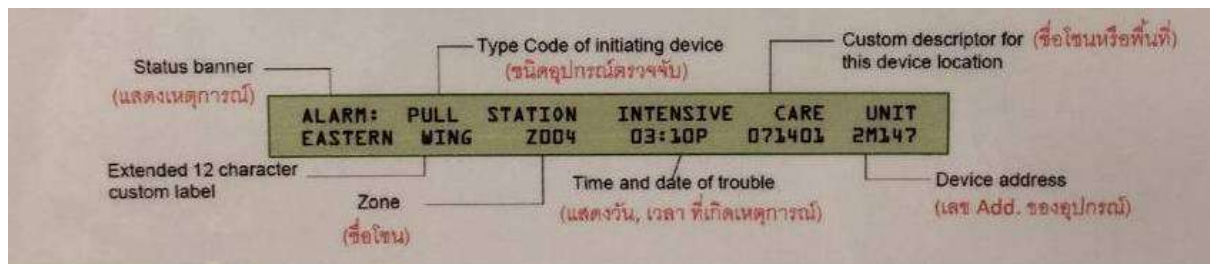 Type Code of initiating device
(ชนิดอุปกรณ์ตรวจจับ)
Custom descriptor for (ชื่อโซนหรือพื้นที่)
this device location
Status banner
(แสดงเหตุการณ์)
ALARM: PULL STATION INTENSIVE CARE UNIT
EASTERN WING Z004 03:10P 071401 2M147
Extended 12 character
custom label
Zone
(ชื่อโซน)
Time and date of trouble
(แสดงวัน, เวลา ที่เกิดเหตุการณ์)
Device address
(เลข Add. ของอุปกรณ์)